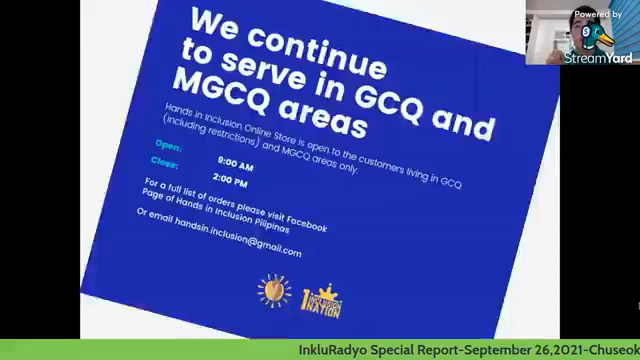 Powered by
StreamYard
We continue
to serve in GCQ and
MGCQ areas
Hands in Inclusion Online Store is open to the customers living in GCQ
(including restrictions) and MGCQ areas only.
Open:
9:00 AM
Close:
2:00 PM
For a full list of orders please visit Facebook
Page of Hands in Inclusion Pilipinas
Or email handsin.inclusion@gmail.com
1 INCLUSION
NATION
InkluRadyo Special Report-September 26,2021-Chuseok